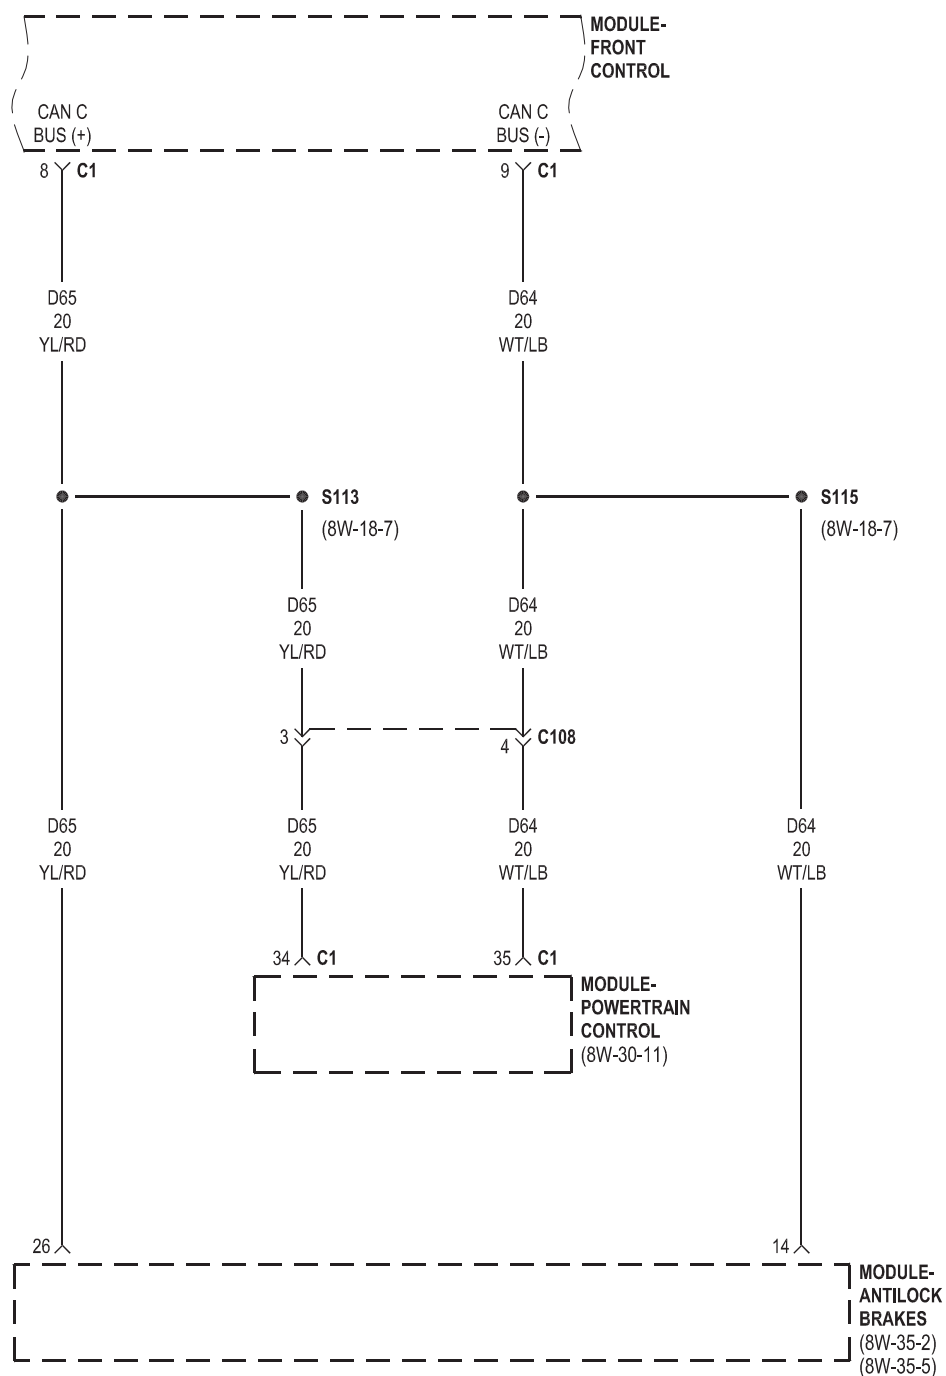 MODULE-
FRONT
CONTROL
CAN C
BUS (+)
CAN C
BUS (-)
8 C1
9 C1
D65
20
YL/RD
D64
20
WT/LB
S113
(8W-18-7)
S115
(8W-18-7)
D65
20
YL/RD
D64
20
WT/LB
3
4 C108
D65
20
YL/RD
D65
20
YL/RD
D64
20
WT/LB
D64
20
WT/LB
34 C1
35 C1
MODULE-
POWERTRAIN
CONTROL
(8W-30-11)
26
14
MODULE-
ANTILOCK
BRAKES
(8W-35-2)
(8W-35-5)